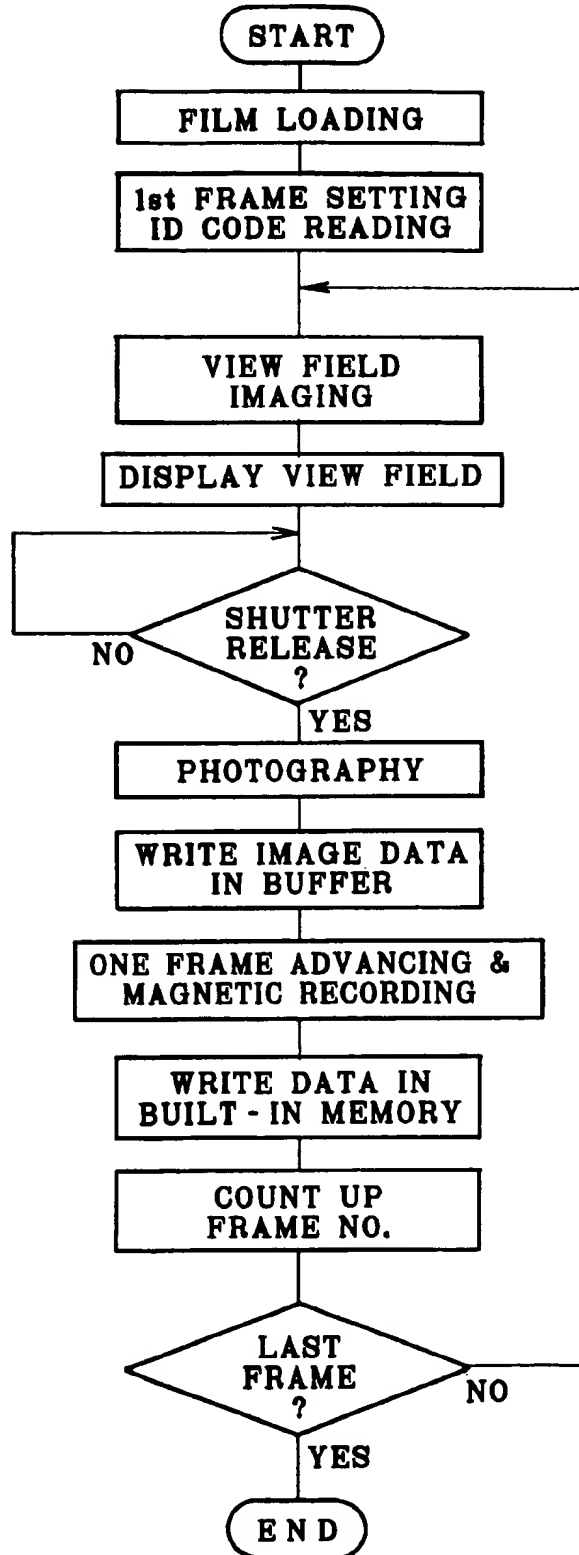 START
FILM LOADING
1st FRAME SETTING
ID CODE READING
VIEW FIELD
IMAGING
DISPLAY VIEW FIELD
SHUTTER
RELEASE
?
NO
YES
PHOTOGRAPHY
WRITE IMAGE DATA
IN BUFFER
ONE FRAME ADVANCING &
MAGNETIC RECORDING
WRITE DATA IN
BUILT-IN MEMORY
COUNT UP
FRAME NO.
LAST
FRAME
?
NO
YES
END